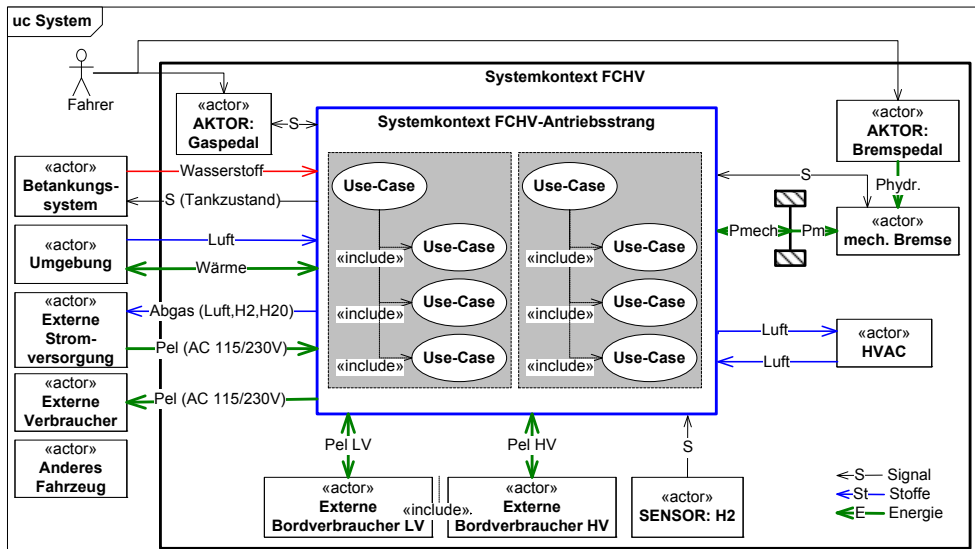 uc System
Fahrer
Systemkontext FCHV
«actor»
AKTOR:
Gaspedal
S
Systemkontext FCHV-Antriebsstrang
«actor»
AKTOR:
Bremspedal
«actor»
Betankungs-
system
Wasserstoff
S (Tankzustand)
Use-Case
Use-Case
«include»
Use-Case
«include»
Use-Case
«include»
Use-Case
Use-Case
«include»
Use-Case
«include»
Use-Case
«include»
S
Phydr.
«actor»
mech. Bremse
Pmech
Pm
«actor»
Umgebung
Luft
Wärme
«actor»
Externe
Strom-
versorgung
Abgas (Luft,H2,H20)
Pel (AC 115/230V)
«actor»
Externe
Verbraucher
Pel (AC 115/230V)
«actor»
Anderes
Fahrzeug
Luft
Luft
«actor»
HVAC
Pel LV
Pel HV
S
«actor»
Externe
Bordverbraucher LV
«include».
«actor»
Externe
Bordverbraucher HV
«actor»
SENSOR: H2
S Signal
St Stoffe
E Energie